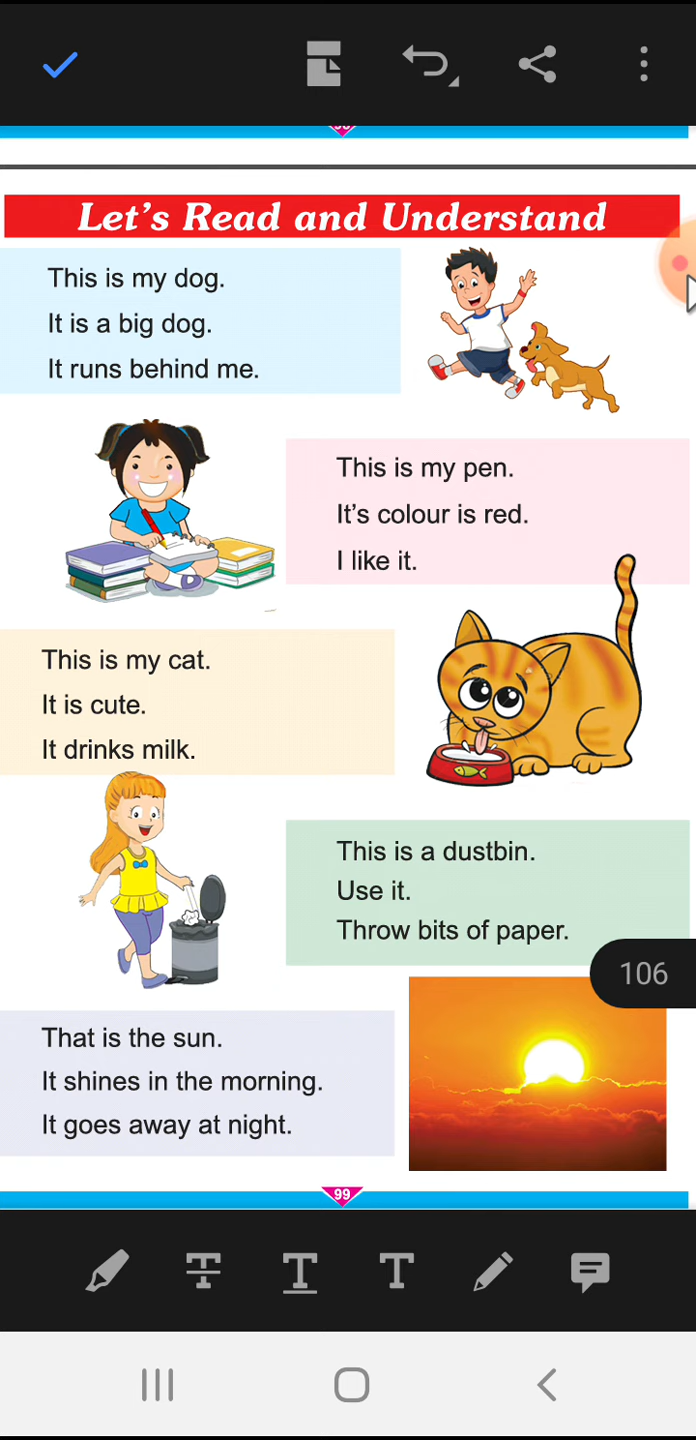 Let's Read and Understand
This is my dog.
It is a big dog.
It runs behind me.
This is my pen.
It's colour is red.
I like it.
This is my cat.
It is cute.
It drinks milk.
This is a dustbin.
Use it.
Throw bits of paper.
106
That is the sun.
It shines in the morning.
It goes away at night.
99